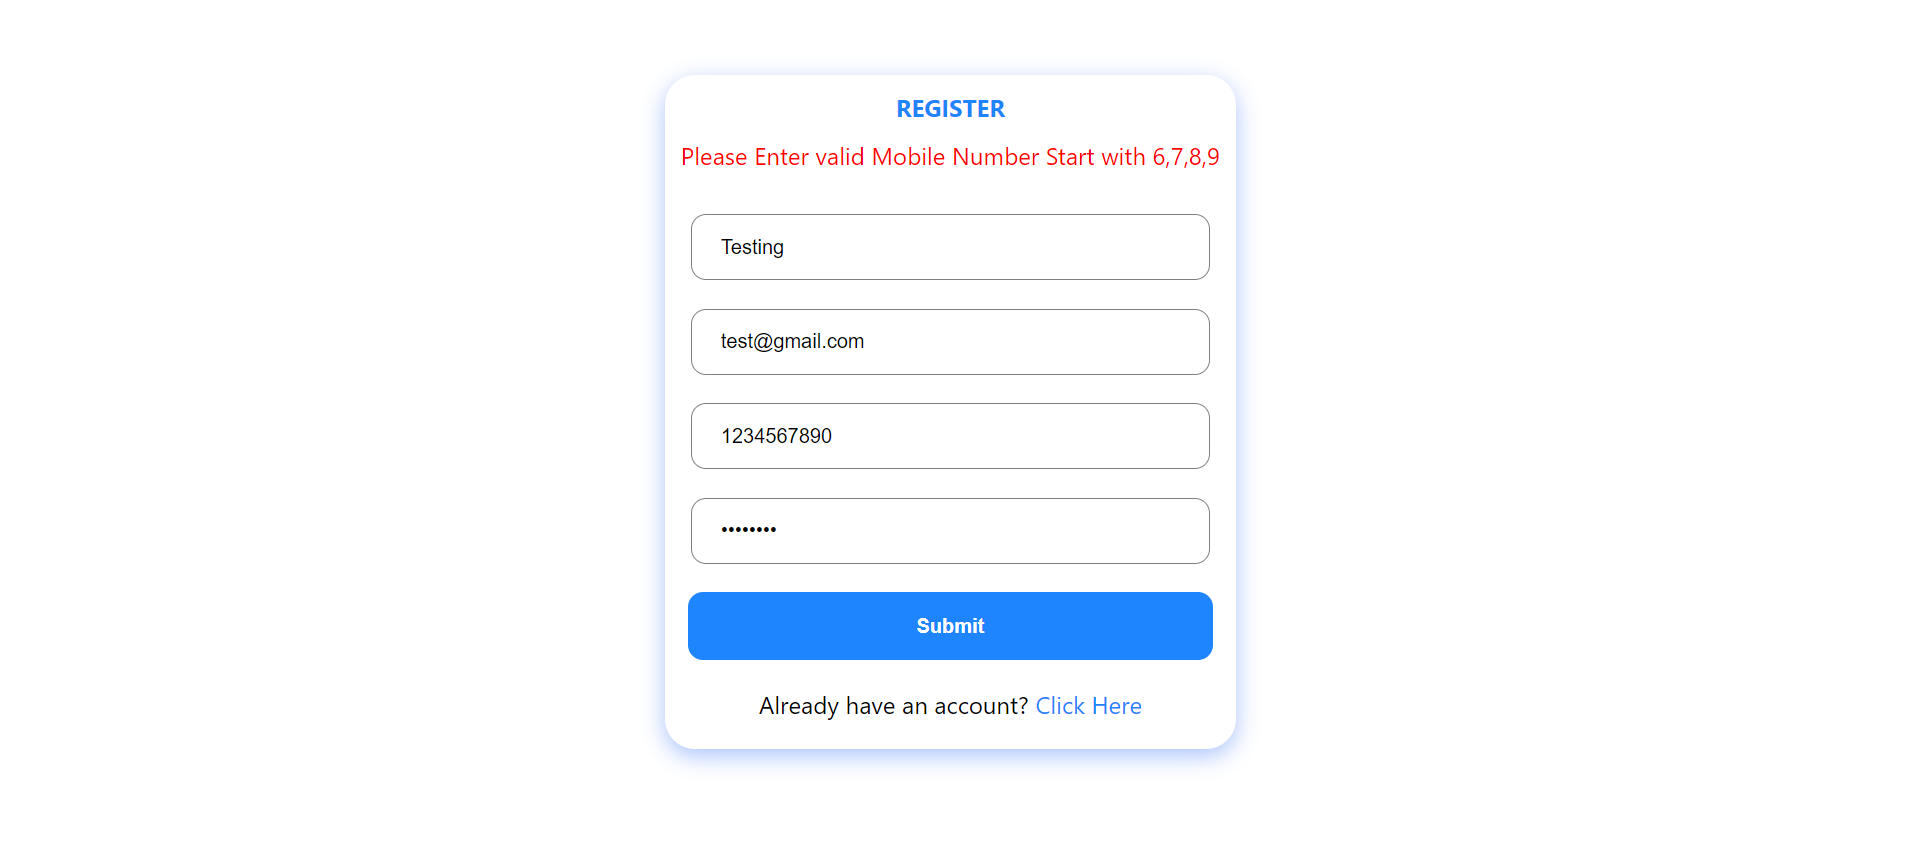 REGISTER
Please Enter valid Mobile Number Start with 6,7,8,9
Testing
test@gmail.com
1234567890
••••••••
Submit
Already have an account? Click Here